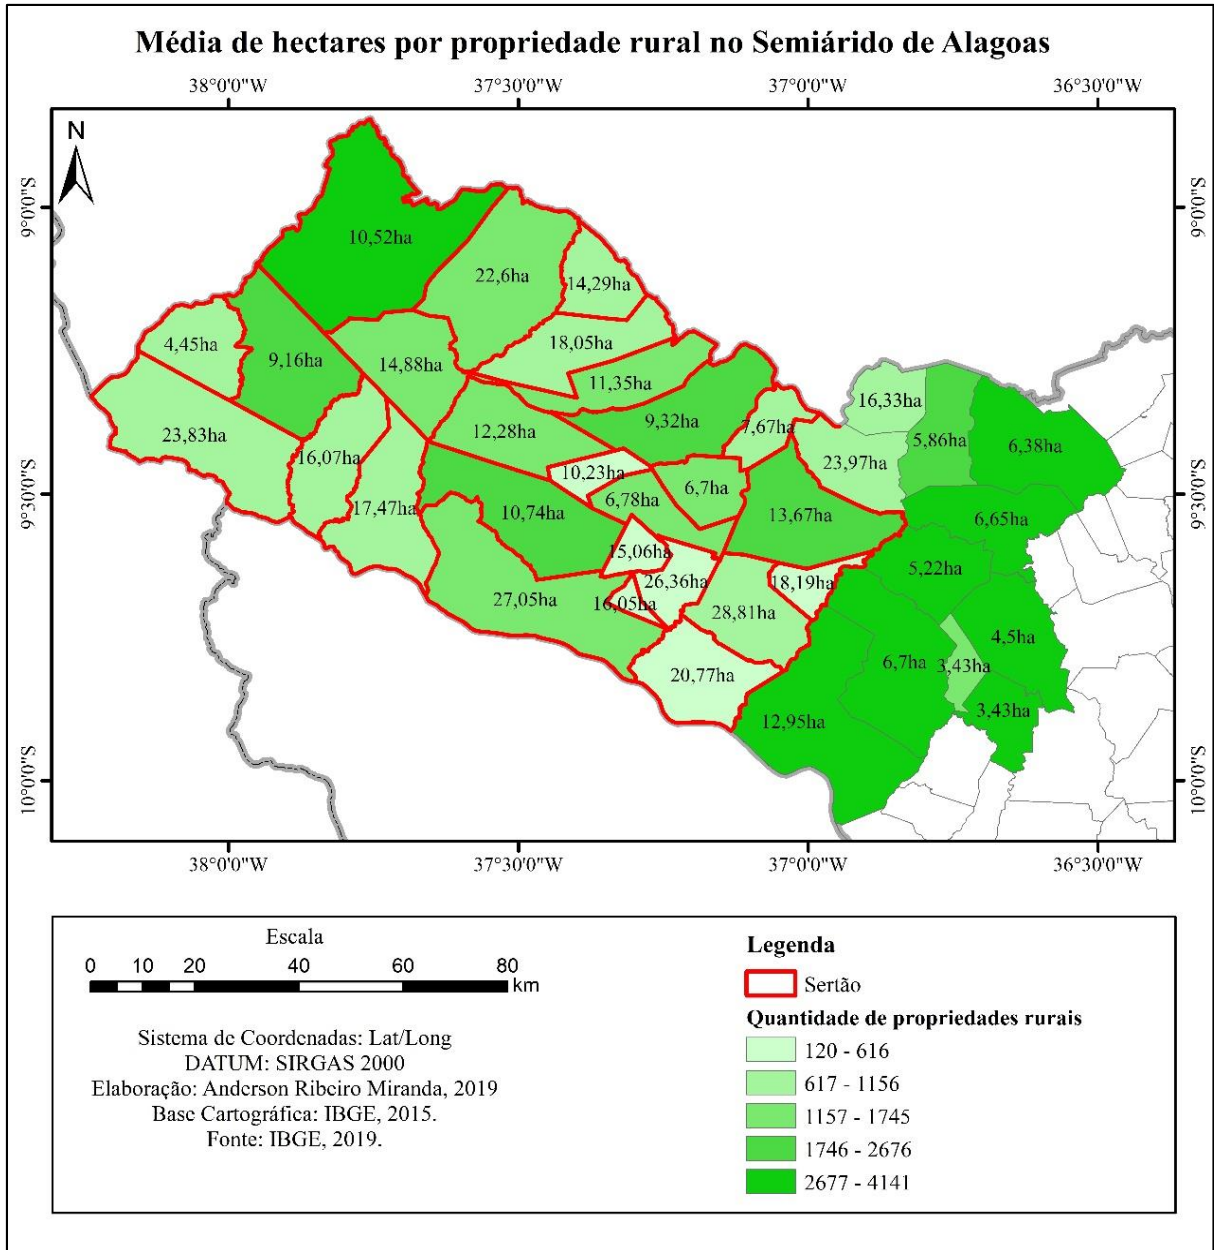 Média de hectares por propriedade rural no Semiárido de Alagoas
38°0'0"W
37°30'0"W
37°0'0"W
36°30'0"W
N
9°0'0"S
9°0'0"S
10,52ha
22,6ha
14,29ha
4,45ha
9,16ha
14,88ha
18,05ha
11,35ha
16,33ha
23,83ha
16,07ha
12,28ha
9,32ha
7,67ha
5,86ha
6,38ha
23,97ha
10,23ha
9°30'0"S
9°30'0"S
17,47ha
10,74ha
6,78ha
6,7ha
13,67ha
6,65ha
15,06ha
5,22ha
27,05ha
16,05ha
26,36ha
18,19ha
28,81ha
4,5ha
20,77ha
6,7ha
3,43ha
12,95ha
3,43ha
10°0'0"S
10°0'0"S
38°0'0"W
37°30'0"W
37°0'0"W
36°30'0"W
Escala
0 10 20 40 60 80
km
Sistema de Coordenadas: Lat/Long
DATUM: SIRGAS 2000
Elaboração: Anderson Ribeiro Miranda, 2019
Base Cartográfica: IBGE, 2015.
Fonte: IBGE, 2019.
Legenda
Sertão
Quantidade de propriedades rurais
120 - 616
617 - 1156
1157 - 1745
1746 - 2676
2677 - 4141